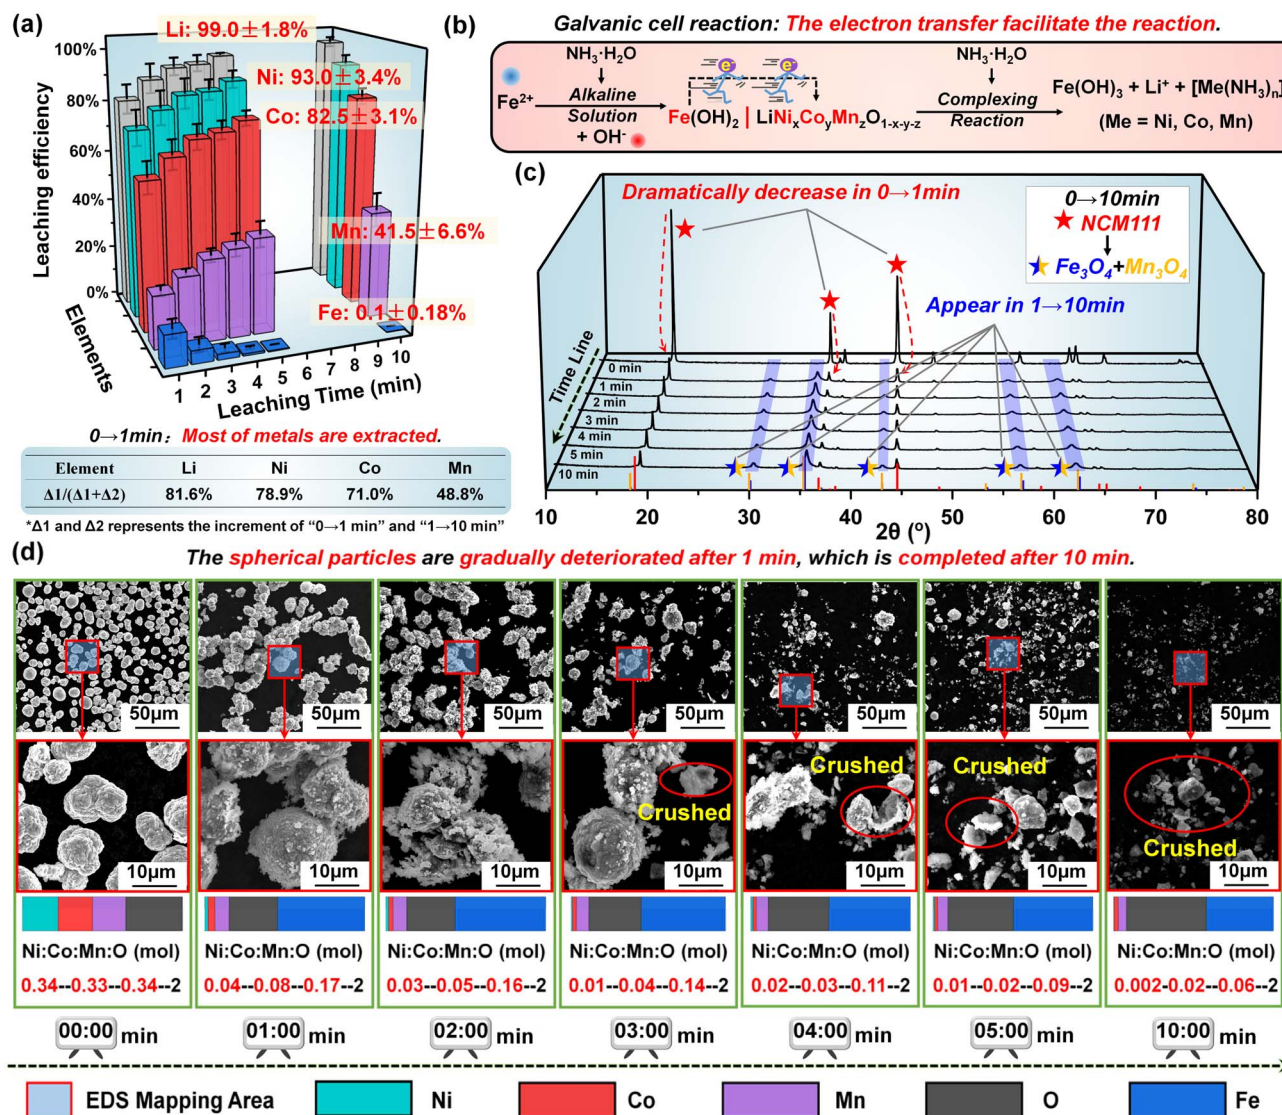 (a)
Li: 99.0±1.8%
Ni: 93.0±3.4%
Co: 82.5±3.1%
Mn: 41.5±6.6%
Fe: 0.1±0.18%
100%
80%
60%
40%
20%
0%
Leaching efficiency
Elements
1 2 3 4 5 6 7 8 9 10
Leaching Time (min)
0→1min: Most of metals are extracted.
Element Li Ni Co Mn
Δ1/(Δ1+Δ2) 81.6% 78.9% 71.0% 48.8%
*Δ1 and Δ2 represents the increment of “0→1 min” and “1→10 min”
(b)
Galvanic cell reaction: The electron transfer facilitate the reaction.
NH₃·H₂O
e⁻ e⁻
NH₃·H₂O
Fe²⁺
Alkaline
Solution
+ OH⁻
Fe(OH)₂ | LiNiₓCoᵧMn_zO₁₋ₓ₋ᵧ₋z
Complexing
Reaction
Fe(OH)₃ + Li⁺ + [Me(NH₃)ₙ]
(Me = Ni, Co, Mn)
(c)
Dramatically decrease in 0→1min
0→10min
NCM111
Fe₃O₄+Mn₃O₄
Appear in 1→10min
Time Line
0 min
1 min
2 min
3 min
4 min
5 min
10 min
10 20 30 40 50 60 70 80
2θ (º)
(d)
The spherical particles are gradually deteriorated after 1 min, which is completed after 10 min.
50μm 50μm 50μm 50μm 50μm 50μm 50μm
Crushed Crushed Crushed Crushed
10μm 10μm 10μm 10μm 10μm 10μm 10μm
Ni:Co:Mn:O (mol) Ni:Co:Mn:O (mol) Ni:Co:Mn:O (mol) Ni:Co:Mn:O (mol) Ni:Co:Mn:O (mol) Ni:Co:Mn:O (mol) Ni:Co:Mn:O (mol)
0.34--0.33--0.34--2 0.04--0.08--0.17--2 0.03--0.05--0.16--2 0.01--0.04--0.14--2 0.02--0.03--0.11--2 0.01--0.02--0.09--2 0.002-0.02--0.06--2
00:00 min 01:00 min 02:00 min 03:00 min 04:00 min 05:00 min 10:00 min
EDS Mapping Area Ni Co Mn O Fe